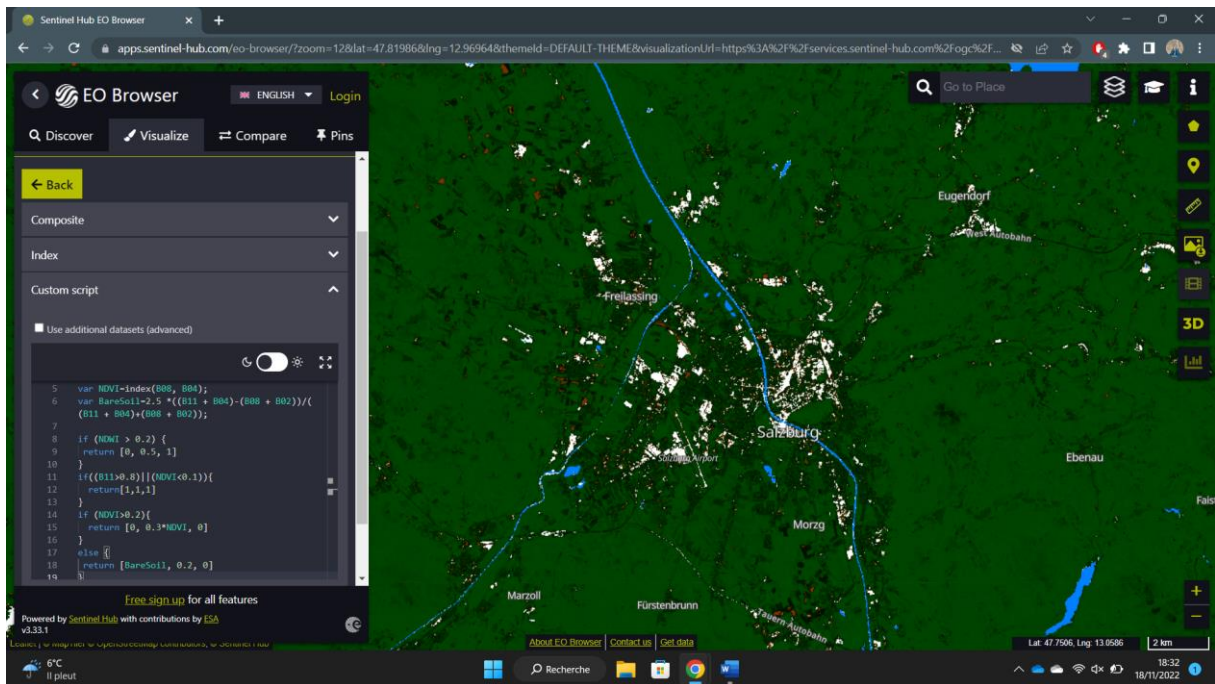 Sentinel Hub EO Browser
apps.sentinel-hub.com/eo-browser/?zoom=12&lat=47.81986&lng=12.96964&themeId=DEFAULT-THEME&visualizationUrl=https%3A%2F%2Fservices.sentinel-hub.com%2Fogc%2F...
EO Browser
ENGLISH
Login
Go to Place
Discover
Visualize
Compare
Pins
Back
Composite
Index
Custom script
Use additional datasets (advanced)
5 var NDVI=index(B08, B04);
6 var BareSoil=2.5 *((B11 + B04)-(B08 + B02))/(
(B11 + B04)+(B08 + B02));
7
8 if (NDWI > 0.2) {
9 return [0, 0.5, 1]
10 }
11 if((B11>0.8)||(NDVI<0.1)){
12 return[1,1,1]
13 }
14 if (NDVI>0.2){
15 return [0, 0.3*NDVI, 0]
16 }
17 else {
18 return [BareSoil, 0.2, 0]
19 }
Free sign up for all features
Powered by Sentinel Hub with contributions by ESA
v3.33.1
Eugendorf
West Autobahn
Freilassing
Salzburg
Salzburg Airport
Ebenau
Morzg
Marzoll
Fürstenbrunn
Tauern Autobahn
3D
About EO Browser
Contact us
Get data
Lat: 47.7506, Lng: 13.0586
2 km
6°C
Il pleut
Recherche
18:32
18/11/2022
1